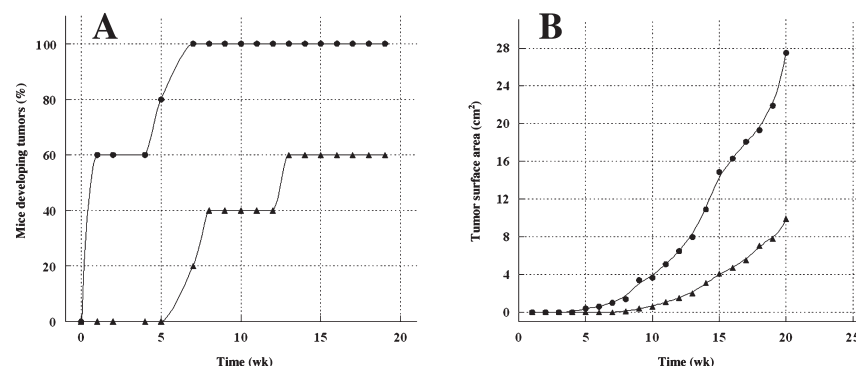 A
100
80
60
40
20
0
Mice developing tumors (%)
0 5 10 15 20
Time (wk)
B
28
24
20
16
12
8
4
0
Tumor surface area (cm²)
0 5 10 15 20 25
Time (wk)